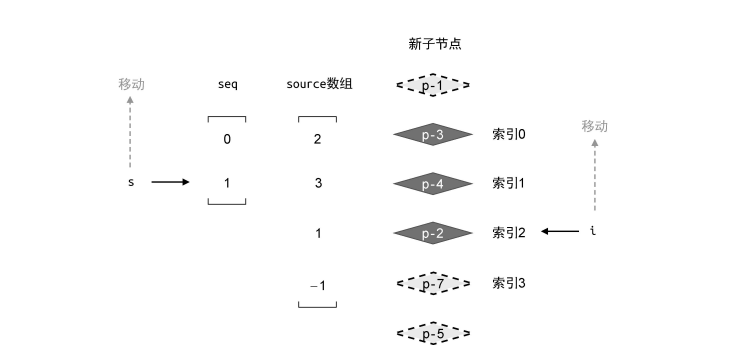 新子节点
移动 seq source数组 p-1
0 2 p-3 索引0 移动
s 1 3 p-4 索引1
1 p-2 索引2 i
−1 p-7 索引3
p-5